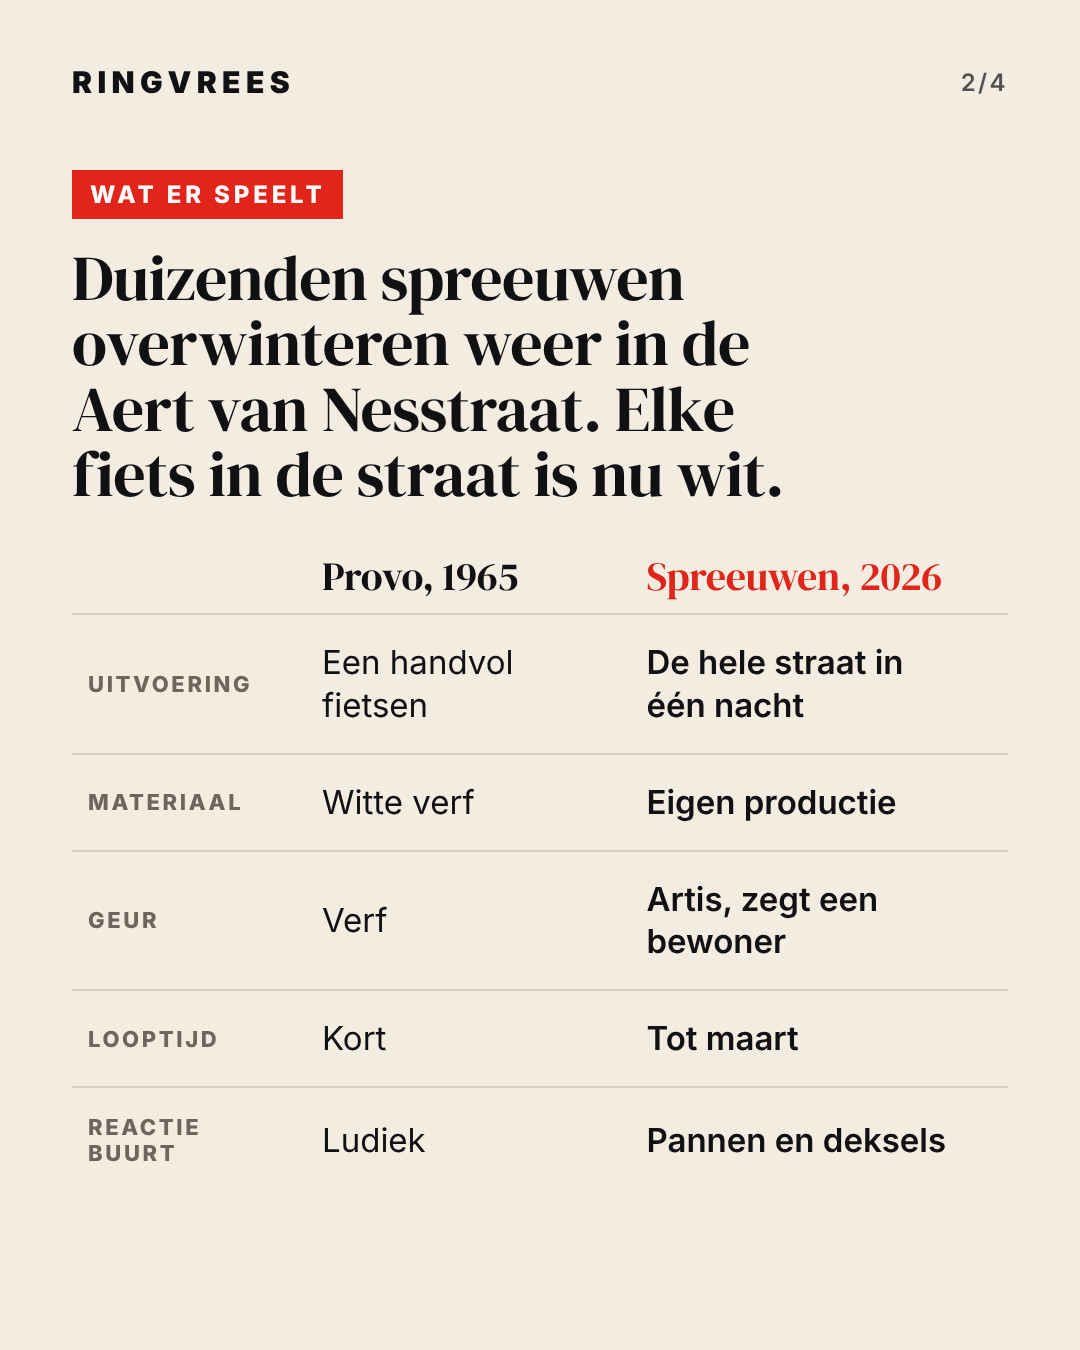 RINGVREES
2/4
WAT ER SPEELT
Duizenden spreeuwen
overwinteren weer in de
Aert van Nesstraat. Elke
fiets in de straat is nu wit.
Provo, 1965
Spreeuwen, 2026
UITVOERING
Een handvol
fietsen
De hele straat in
één nacht
MATERIAAL
Witte verf
Eigen productie
GEUR
Verf
Artis, zegt een
bewoner
LOOPTIJD
Kort
Tot maart
REACTIE
BUURT
Ludiek
Pannen en deksels